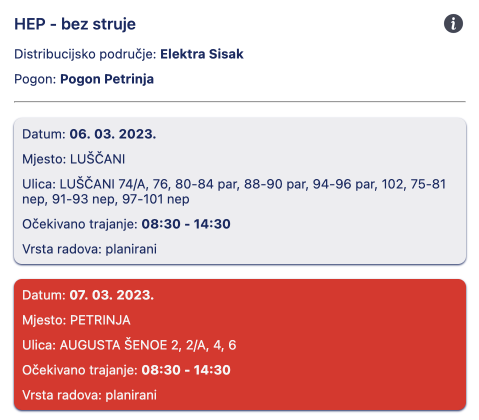 HEP - bez struje
Distribucijsko područje: Elektra Sisak
Pogon: Pogon Petrinja
Datum: 06. 03. 2023.
Mjesto: LUŠČANI
Ulica: LUŠČANI 74/A, 76, 80-84 par, 88-90 par, 94-96 par, 102, 75-81
nep, 91-93 nep, 97-101 nep
Očekivano trajanje: 08:30 - 14:30
Vrsta radova: planirani
Datum: 07. 03. 2023.
Mjesto: PETRINJA
Ulica: AUGUSTA ŠENOE 2, 2/A, 4, 6
Očekivano trajanje: 08:30 - 14:30
Vrsta radova: planirani